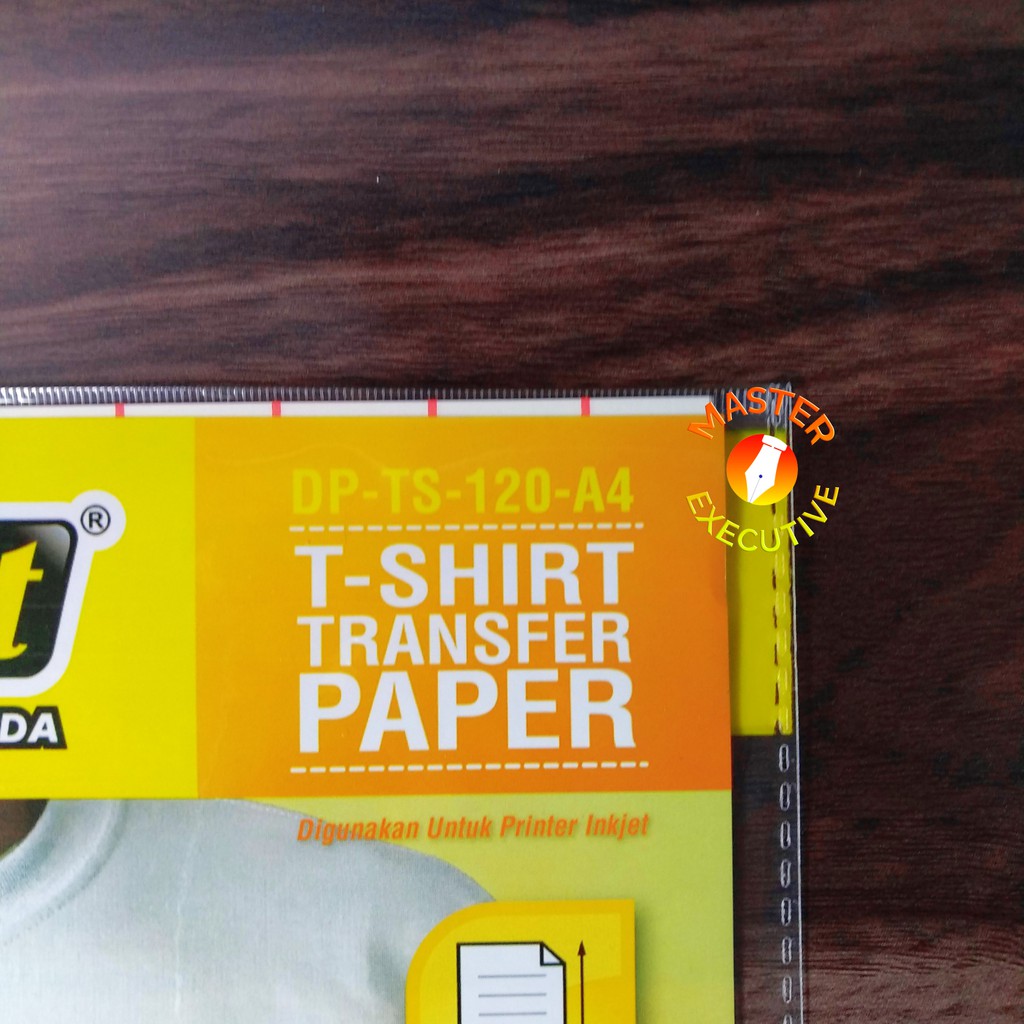 DP-TS-120-A4
T-SHIRT
TRANSFER
PAPER
Digunakan Untuk Printer Inkjet
t®
DA
MASTER
EXECUTIVE